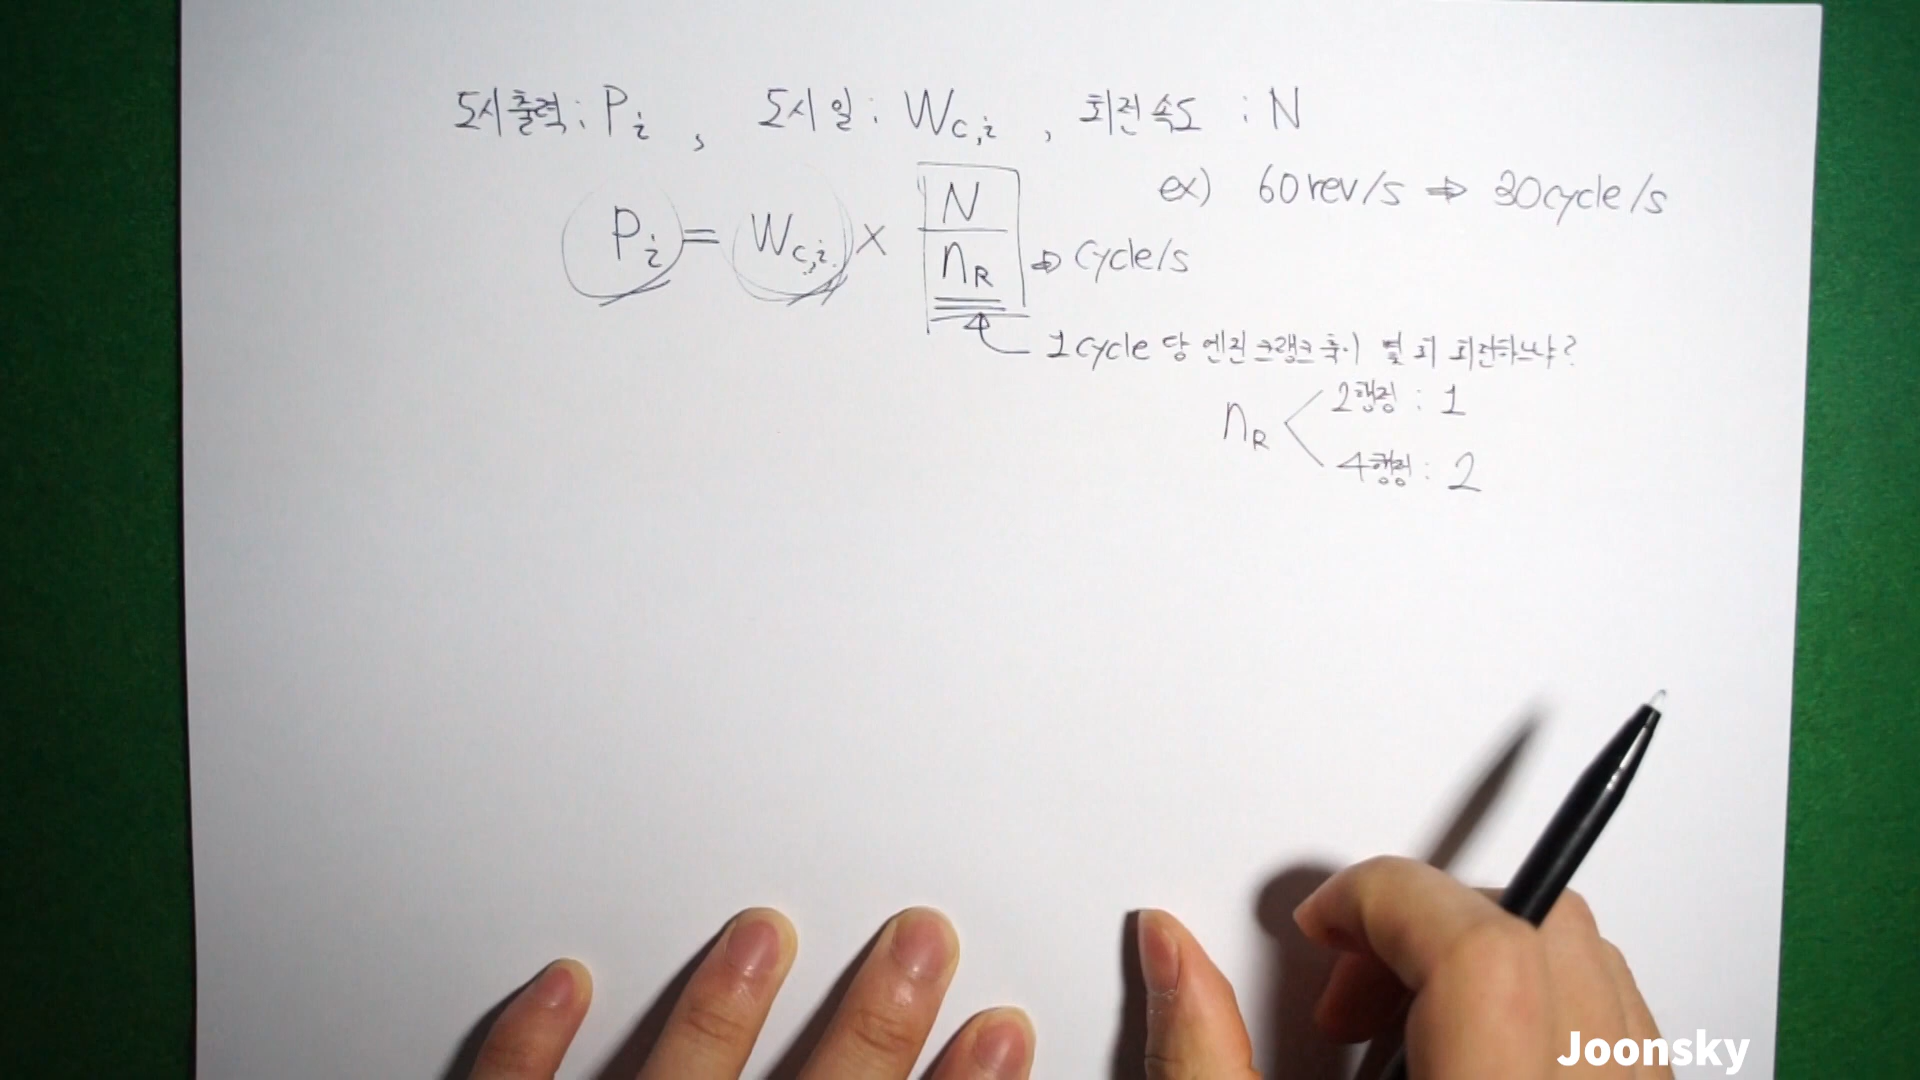 도시출력 : Pi , 도시일 : Wc,i , 회전속도 : N
ex) 60rev/s ⇒ 30cycle/s
Pi = Wc,i × N/nR ⇒ Cycle/s
1cycle 당 엔진크랭크축이 몇 회 회전하느냐?
nR < 2행정 : 1
4행정 : 2
Joonsky